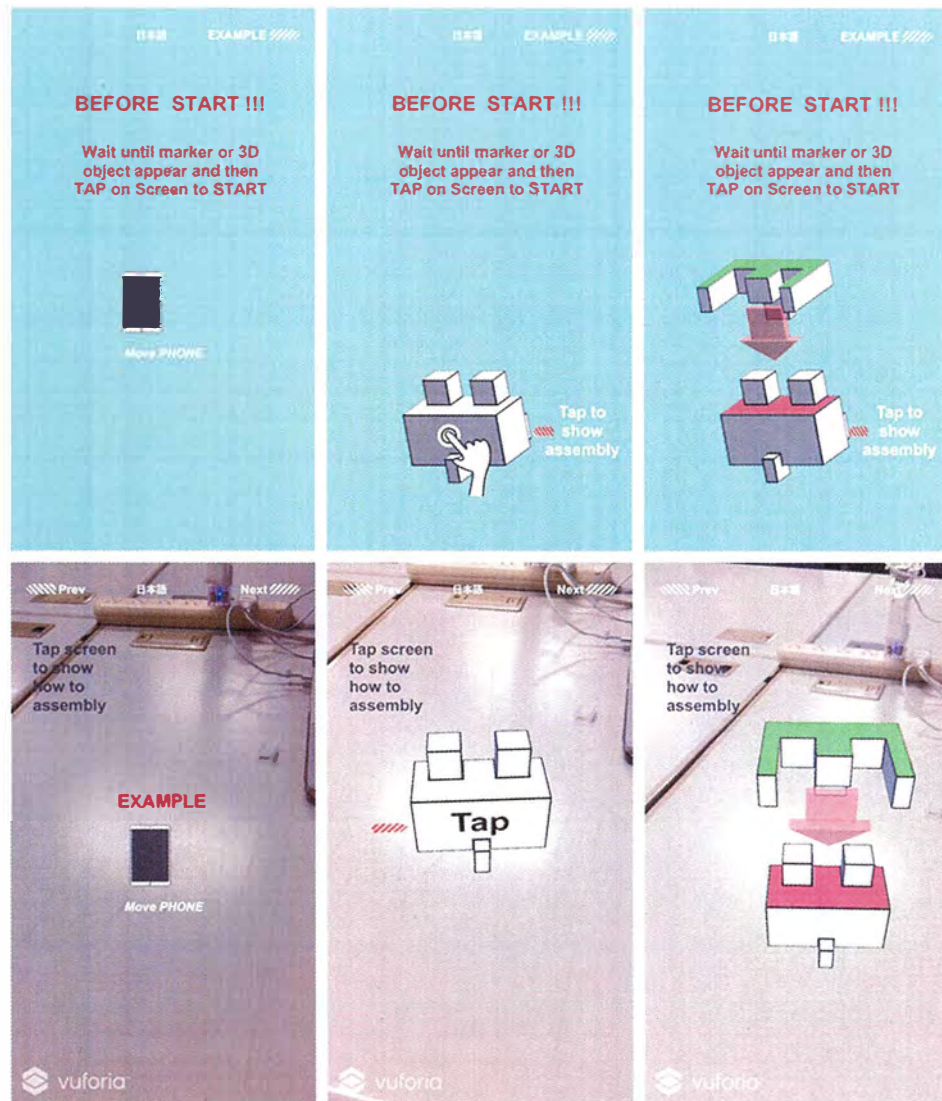 日本語 EXAMPLE
BEFORE START !!!
Wait until marker or 3D
object appear and then
TAP on Screen to START
Move PHONE
日本語 EXAMPLE
BEFORE START !!!
Wait until marker or 3D
object appear and then
TAP on Screen to START
Tap to
show
assembly
日本語 EXAMPLE
BEFORE START !!!
Wait until marker or 3D
object appear and then
TAP on Screen to START
Tap to
show
assembly
Prev 日本語 Next
Tap screen
to show
how to
assembly
EXAMPLE
Move PHONE
vuforia
Prev 日本語 Next
Tap screen
to show
how to
assembly
Tap
vuforia
Prev 日本語 Next
Tap screen
to show
how to
assembly
vuforia